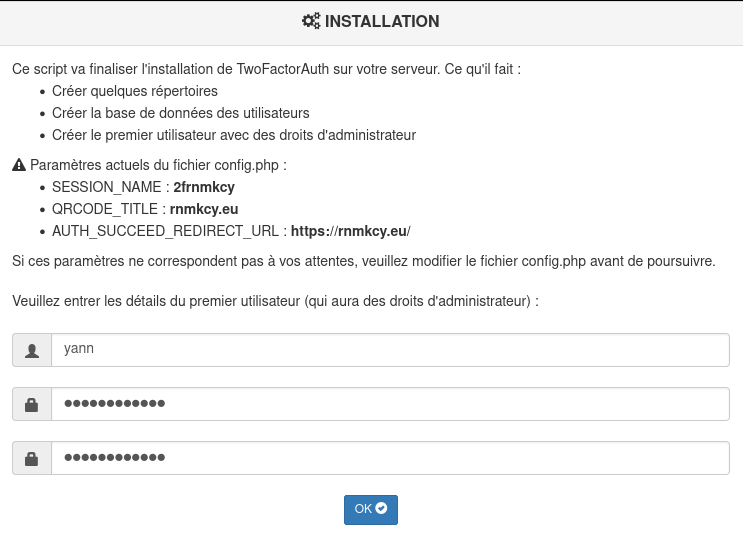 INSTALLATION
Ce script va finaliser l'installation de TwoFactorAuth sur votre serveur. Ce qu'il fait :
• Créer quelques répertoires
• Créer la base de données des utilisateurs
• Créer le premier utilisateur avec des droits d'administrateur
Paramètres actuels du fichier config.php :
• SESSION_NAME : 2frnmkcy
• QRCODE_TITLE : rnmkcy.eu
• AUTH_SUCCEED_REDIRECT_URL : https://rnmkcy.eu/
Si ces paramètres ne correspondent pas à vos attentes, veuillez modifier le fichier config.php avant de poursuivre.
Veuillez entrer les détails du premier utilisateur (qui aura des droits d'administrateur) :
yann
●●●●●●●●●●●●
●●●●●●●●●●●●
OK